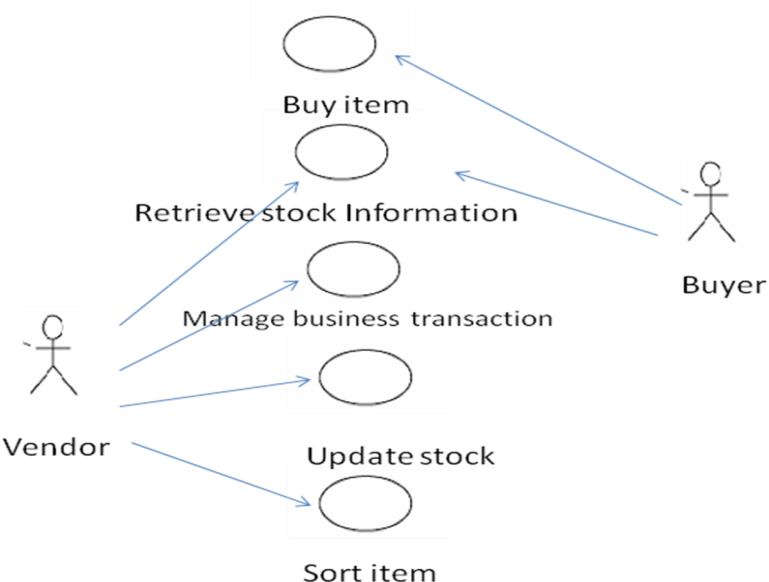 Buy item
Retrieve stock Information
Buyer
Manage business transaction
Vendor
Update stock
Sort item